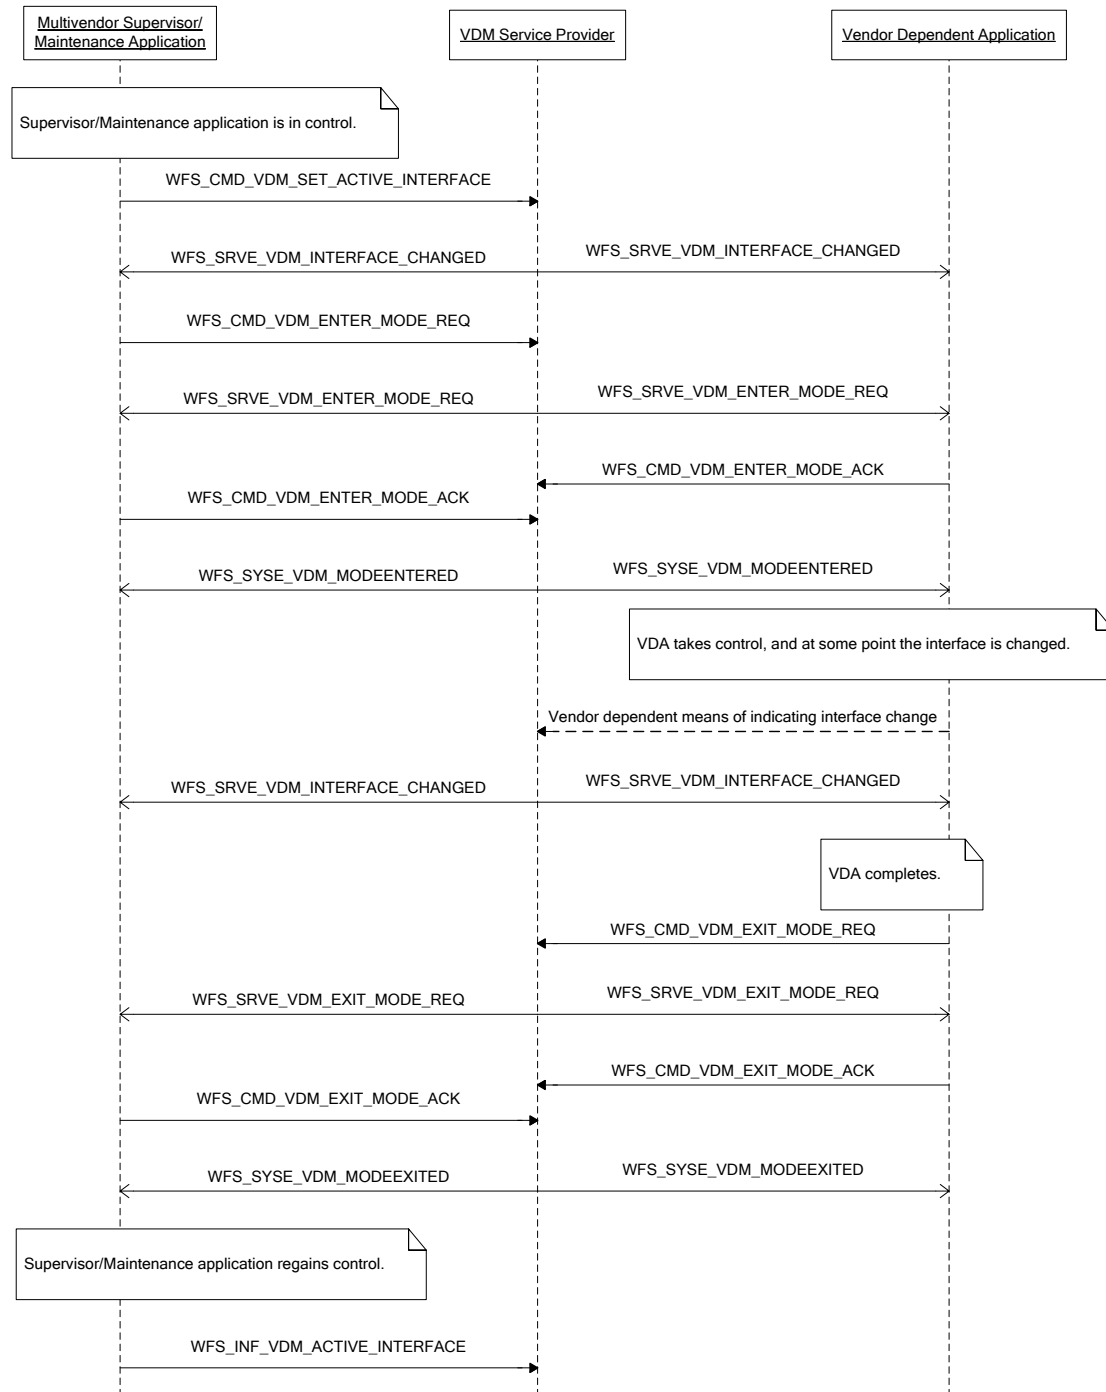 Multivendor Supervisor/
Maintenance Application
VDM Service Provider
Vendor Dependent Application
Supervisor/Maintenance application is in control.
WFS_CMD_VDM_SET_ACTIVE_INTERFACE
WFS_SRVE_VDM_INTERFACE_CHANGED
WFS_SRVE_VDM_INTERFACE_CHANGED
WFS_CMD_VDM_ENTER_MODE_REQ
WFS_SRVE_VDM_ENTER_MODE_REQ
WFS_SRVE_VDM_ENTER_MODE_REQ
WFS_CMD_VDM_ENTER_MODE_ACK
WFS_CMD_VDM_ENTER_MODE_ACK
WFS_SYSE_VDM_MODEENTERED
WFS_SYSE_VDM_MODEENTERED
VDA takes control, and at some point the interface is changed.
Vendor dependent means of indicating interface change
WFS_SRVE_VDM_INTERFACE_CHANGED
WFS_SRVE_VDM_INTERFACE_CHANGED
VDA completes.
WFS_CMD_VDM_EXIT_MODE_REQ
WFS_SRVE_VDM_EXIT_MODE_REQ
WFS_SRVE_VDM_EXIT_MODE_REQ
WFS_CMD_VDM_EXIT_MODE_ACK
WFS_CMD_VDM_EXIT_MODE_ACK
WFS_SYSE_VDM_MODEEXITED
WFS_SYSE_VDM_MODEEXITED
Supervisor/Maintenance application regains control.
WFS_INF_VDM_ACTIVE_INTERFACE